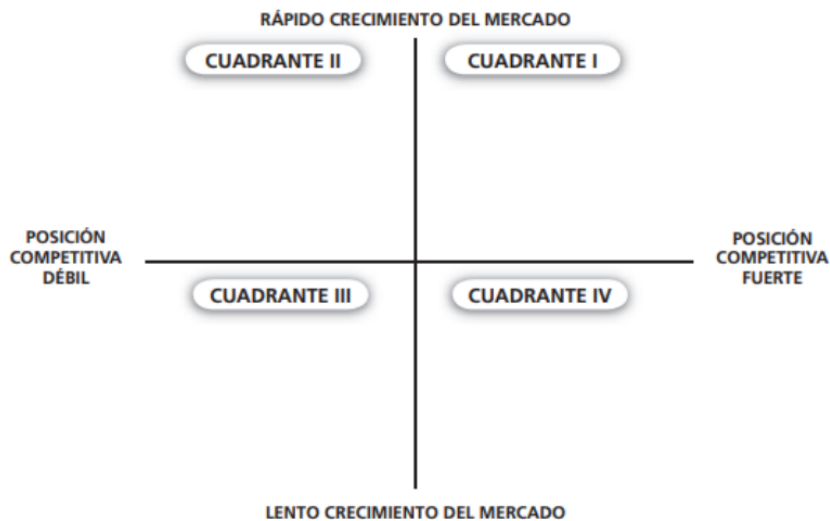 RÁPIDO CRECIMIENTO DEL MERCADO
CUADRANTE II
CUADRANTE I
POSICIÓN
COMPETITIVA
DÉBIL
POSICIÓN
COMPETITIVA
FUERTE
CUADRANTE III
CUADRANTE IV
LENTO CRECIMIENTO DEL MERCADO